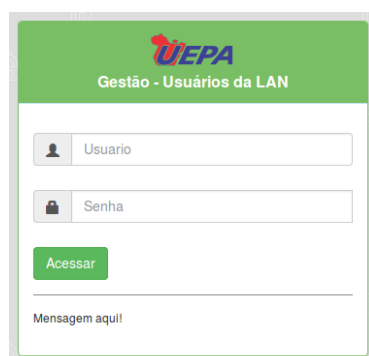 UEPA
Gestão - Usuários da LAN
Usuario
Senha
Acessar
Mensagem aqui!